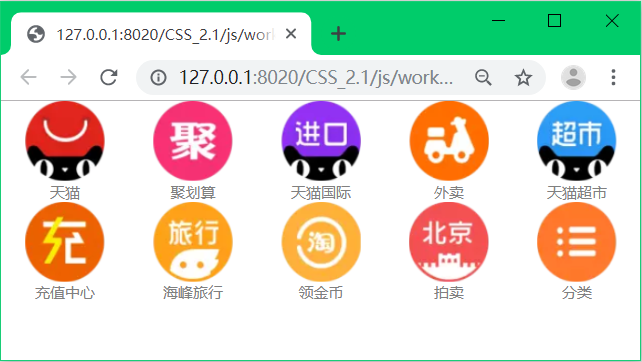 127.0.0.1:8020/CSS_2.1/js/work
127.0.0.1:8020/CSS_2.1/js/work...
聚 进口 超市
天猫 聚划算 天猫国际 外卖 天猫超市
充 旅行 淘 北京
充值中心 海峰旅行 领金币 拍卖 分类